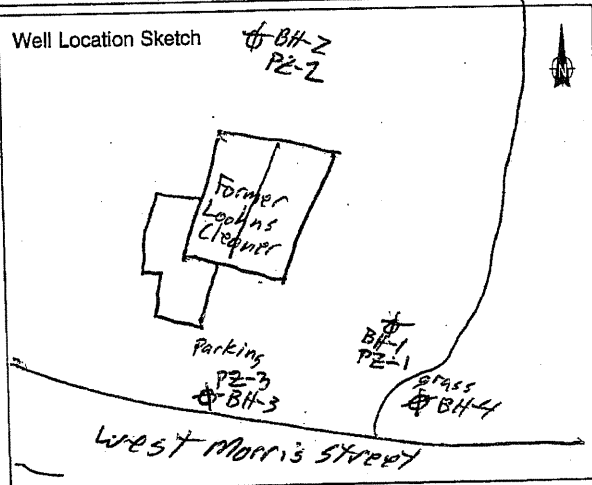 Well Location Sketch
BH-2
PZ-2
N
Former
Cleaner
Parking
PZ-3
BH-3
BH-1
PZ-1
grass
BH-4
West Morris Street